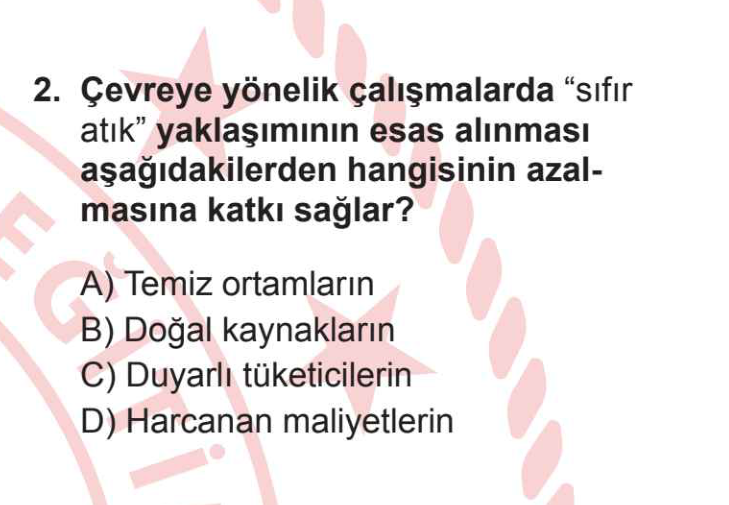 2. Çevreye yönelik çalışmalarda “sıfır
atık” yaklaşımının esas alınması
aşağıdakilerden hangisinin azal-
masına katkı sağlar?
A) Temiz ortamların
B) Doğal kaynakların
C) Duyarlı tüketicilerin
D) Harcanan maliyetlerin